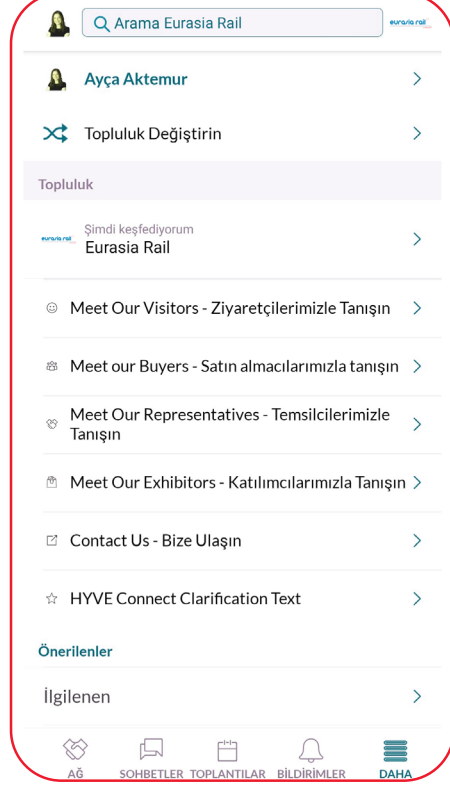 Arama Eurasia Rail
eurasia rail
Ayça Aktemur
Topluluk Değiştirin
Topluluk
Şimdi keşfediyorum
eurasia rail
Eurasia Rail
Meet Our Visitors - Ziyaretçilerimizle Tanışın
Meet our Buyers - Satın almacılarımızla tanışın
Meet Our Representatives - Temsilcilerimizle
Tanışın
Meet Our Exhibitors - Katılımcılarımızla Tanışın
Contact Us - Bize Ulaşın
HYVE Connect Clarification Text
Önerilenler
İlgilenen
AĞ
SOHBETLER
TOPLANTILAR
BİLDİRİMLER
DAHA